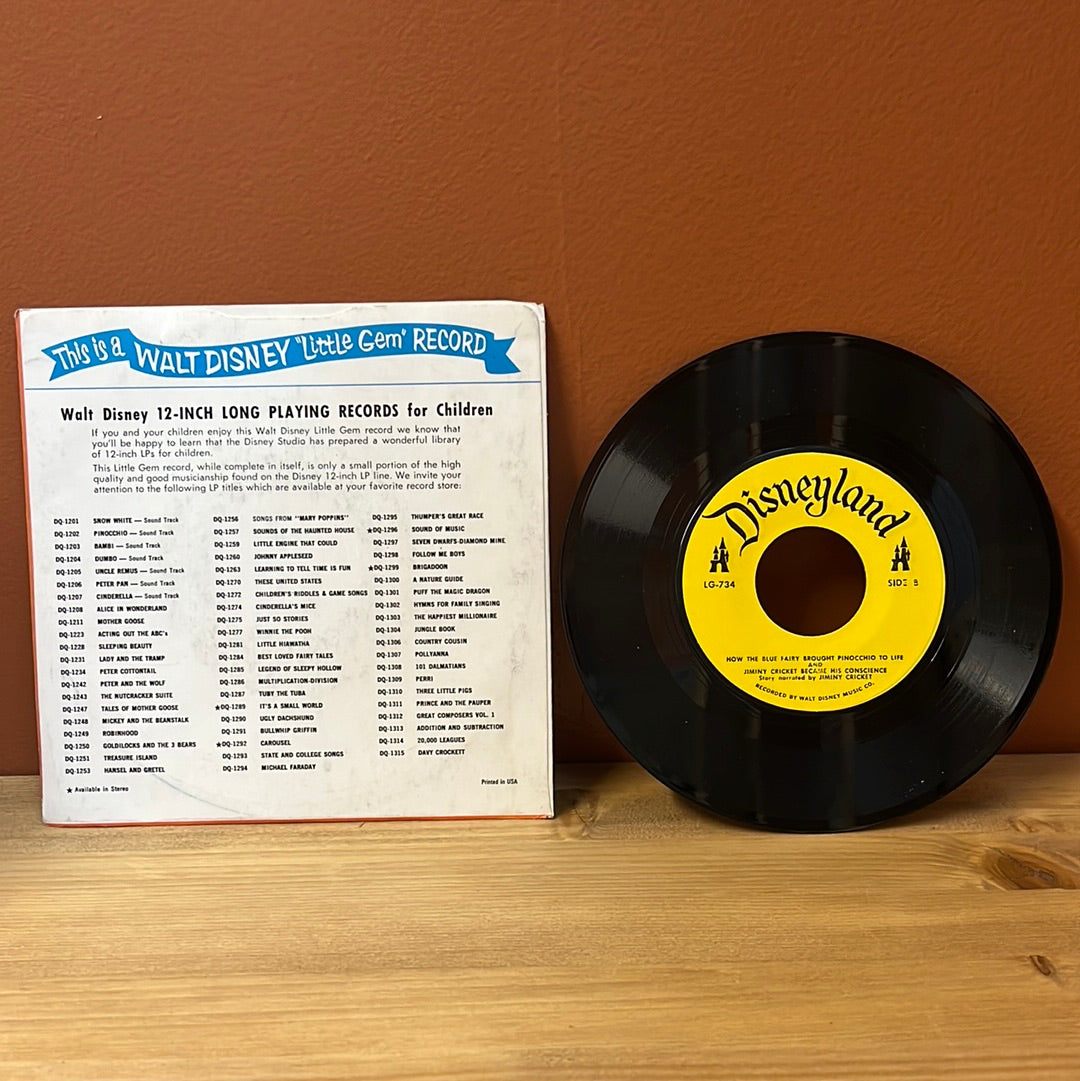 This is a WALT DISNEY "Little Gem" RECORD
Walt Disney 12-INCH LONG PLAYING RECORDS for Children
If you and your children enjoy this Walt Disney Little Gem record we know that
you'll be happy to learn that the Disney Studio has prepared a wonderful library
of 12-inch LPs for children.
This Little Gem record, while complete in itself, is only a small portion of the high
quality and good musicianship found on the Disney 12-inch LP line. We invite your
attention to the following LP titles which are available at your favorite record store:
DQ-1201 SNOW WHITE — Sound Track
DQ-1202 PINOCCHIO — Sound Track
DQ-1203 BAMBI — Sound Track
DQ-1204 DUMBO — Sound Track
DQ-1205 UNCLE REMUS — Sound Track
DQ-1206 PETER PAN — Sound Track
DQ-1207 CINDERELLA — Sound Track
DQ-1208 ALICE IN WONDERLAND
DQ-1211 MOTHER GOOSE
DQ-1223 ACTING OUT THE ABC's
DQ-1228 SLEEPING BEAUTY
DQ-1231 LADY AND THE TRAMP
DQ-1234 PETER COTTONTAIL
DQ-1242 PETER AND THE WOLF
DQ-1243 THE NUTCRACKER SUITE
DQ-1247 TALES OF MOTHER GOOSE
DQ-1248 MICKEY AND THE BEANSTALK
DQ-1249 ROBINHOOD
DQ-1250 GOLDILOCKS AND THE 3 BEARS
DQ-1251 TREASURE ISLAND
DQ-1253 HANSEL AND GRETEL
★ Available in Stereo
DQ-1256 SONGS FROM "MARY POPPINS"
DQ-1257 SOUNDS OF THE HAUNTED HOUSE
DQ-1259 LITTLE ENGINE THAT COULD
DQ-1260 JOHNNY APPLESEED
DQ-1263 LEARNING TO TELL TIME IS FUN
DQ-1270 THESE UNITED STATES
DQ-1272 CHILDREN'S RIDDLES & GAME SONGS
DQ-1274 CINDERELLA'S MICE
DQ-1275 JUST SO STORIES
DQ-1277 WINNIE THE POOH
DQ-1281 LITTLE HIAWATHA
DQ-1284 BEST LOVED FAIRY TALES
DQ-1285 LEGEND OF SLEEPY HOLLOW
DQ-1286 MULTIPLICATION-DIVISION
DQ-1287 TUBY THE TUBA
★DQ-1289 IT'S A SMALL WORLD
DQ-1290 UGLY DACHSHUND
DQ-1291 BULLWHIP GRIFFIN
★DQ-1292 CAROUSEL
DQ-1293 STATE AND COLLEGE SONGS
DQ-1294 MICHAEL FARADAY
DQ-1295 THUMPER'S GREAT RACE
★DQ-1296 SOUND OF MUSIC
DQ-1297 SEVEN DWARFS-DIAMOND MINE
DQ-1298 FOLLOW ME BOYS
★DQ-1299 BRIGADOON
DQ-1300 A NATURE GUIDE
DQ-1301 PUFF THE MAGIC DRAGON
DQ-1302 HYMNS FOR FAMILY SINGING
DQ-1303 THE HAPPIEST MILLIONAIRE
DQ-1304 JUNGLE BOOK
DQ-1306 COUNTRY COUSIN
DQ-1307 POLLYANNA
DQ-1308 101 DALMATIANS
DQ-1309 PERRI
DQ-1310 THREE LITTLE PIGS
DQ-1311 PRINCE AND THE PAUPER
DQ-1312 GREAT COMPOSERS VOL. 1
DQ-1313 ADDITION AND SUBTRACTION
DQ-1314 20,000 LEAGUES
DQ-1315 DAVY CROCKETT
Printed in USA
Disneyland
LG-734
SIDE B
HOW THE BLUE FAIRY BROUGHT PINOCCHIO TO LIFE
AND
JIMINY CRICKET BECAME HIS CONSCIENCE
Story narrated by JIMINY CRICKET
RECORDED BY WALT DISNEY MUSIC CO.